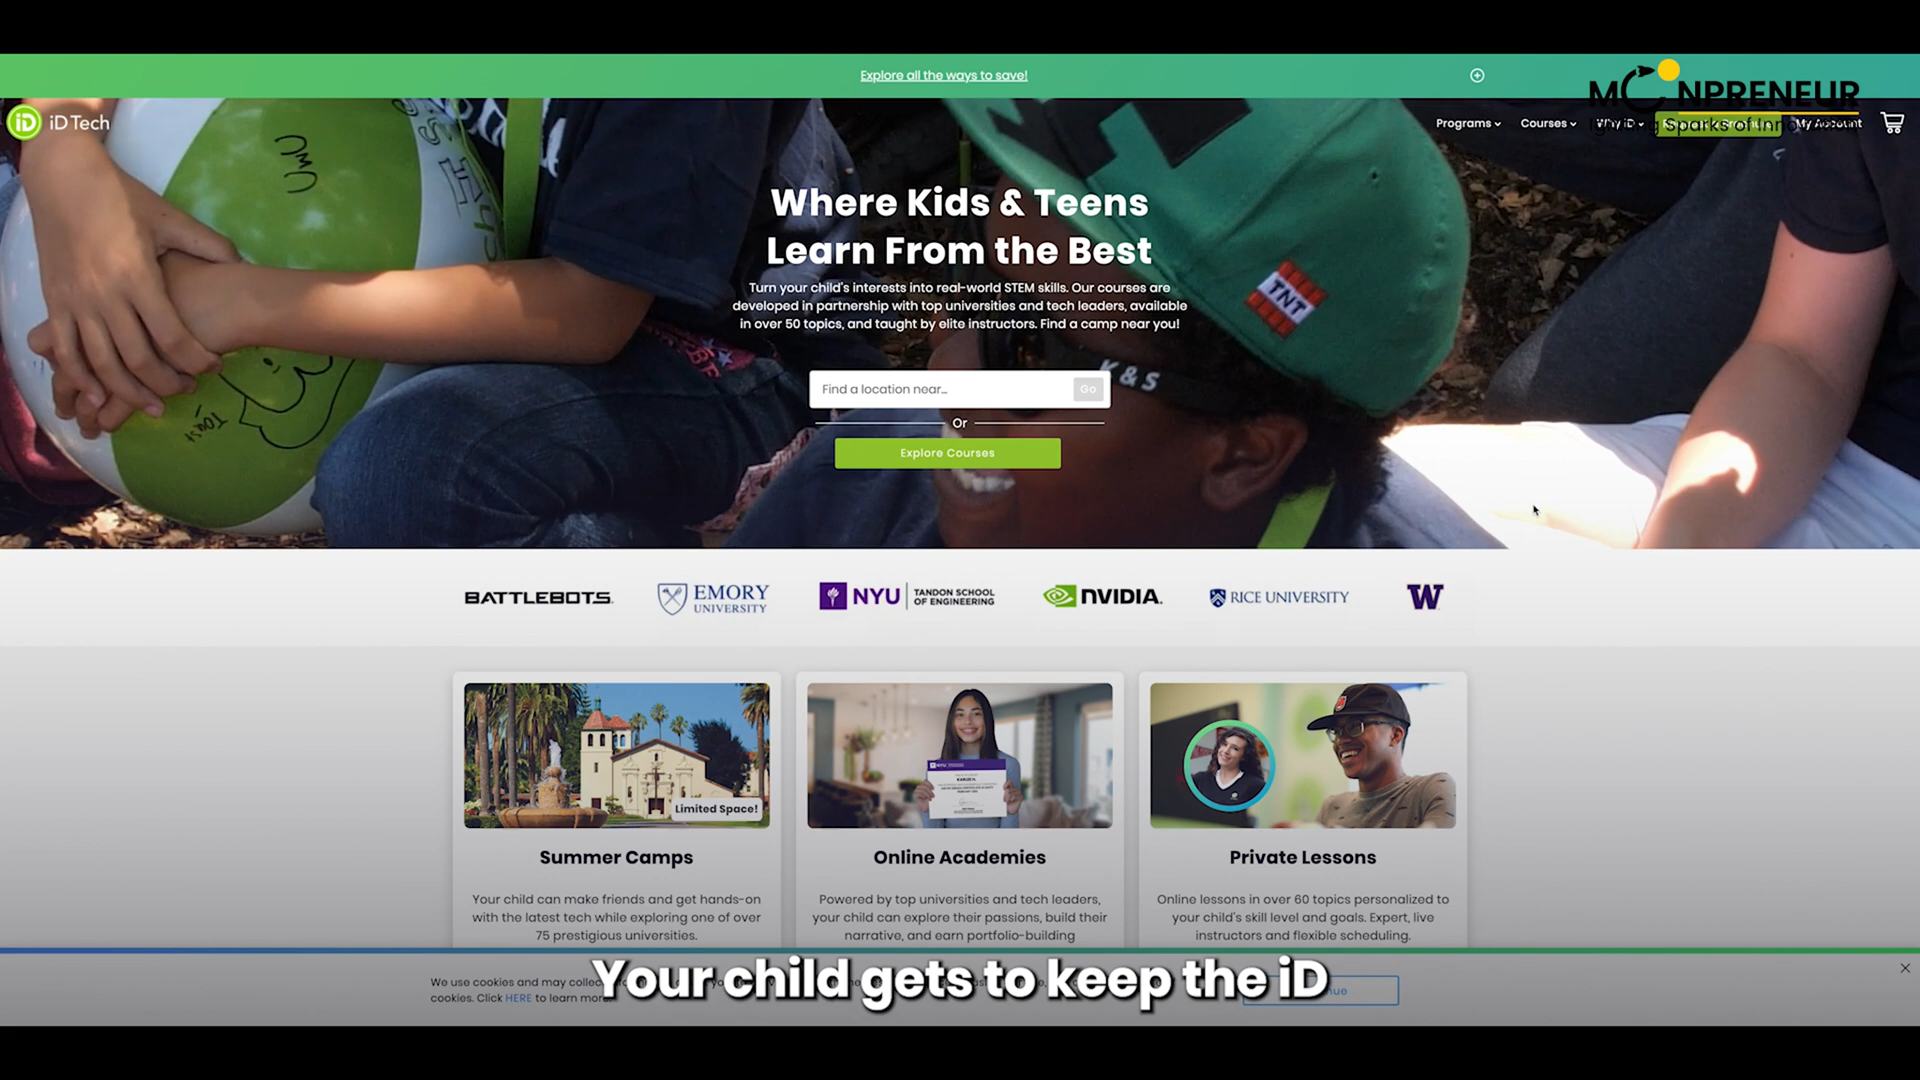 Explore all the ways to save!
MOONPRENEUR
iD Tech
Programs
Courses
Why iD
My Account
Where Kids & Teens
Learn From the Best
Turn your child's interests into real-world STEM skills. Our courses are
developed in partnership with top universities and tech leaders, available
in over 50 topics, and taught by elite instructors. Find a camp near you!
TNT
K & S
UMU
Toast
Find a location near...
Go
Or
Explore Courses
BATTLEBOTS
EMORY
UNIVERSITY
NYU
TANDON SCHOOL
OF ENGINEERING
NVIDIA
RICE UNIVERSITY
W
Limited Space!
Summer Camps
Your child can make friends and get hands-on
with the latest tech while exploring one of over
75 prestigious universities.
Online Academies
Powered by top universities and tech leaders,
your child can explore their passions, build their
narrative, and earn portfolio-building
Private Lessons
Online lessons in over 60 topics personalized to
your child's skill level and goals. Expert, live
instructors and flexible scheduling.
We use cookies and may collec
cookies. Click HERE to learn more
Your child gets to keep the iD